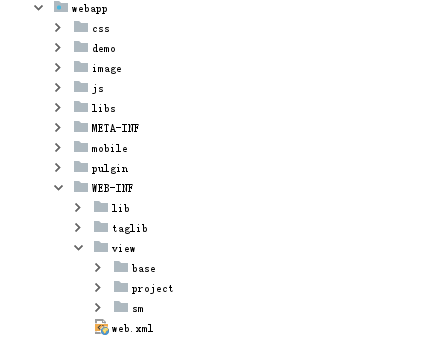 webapp
css
demo
image
js
libs
META-INF
mobile
pulgin
WEB-INF
lib
taglib
view
base
project
sm
web.xml